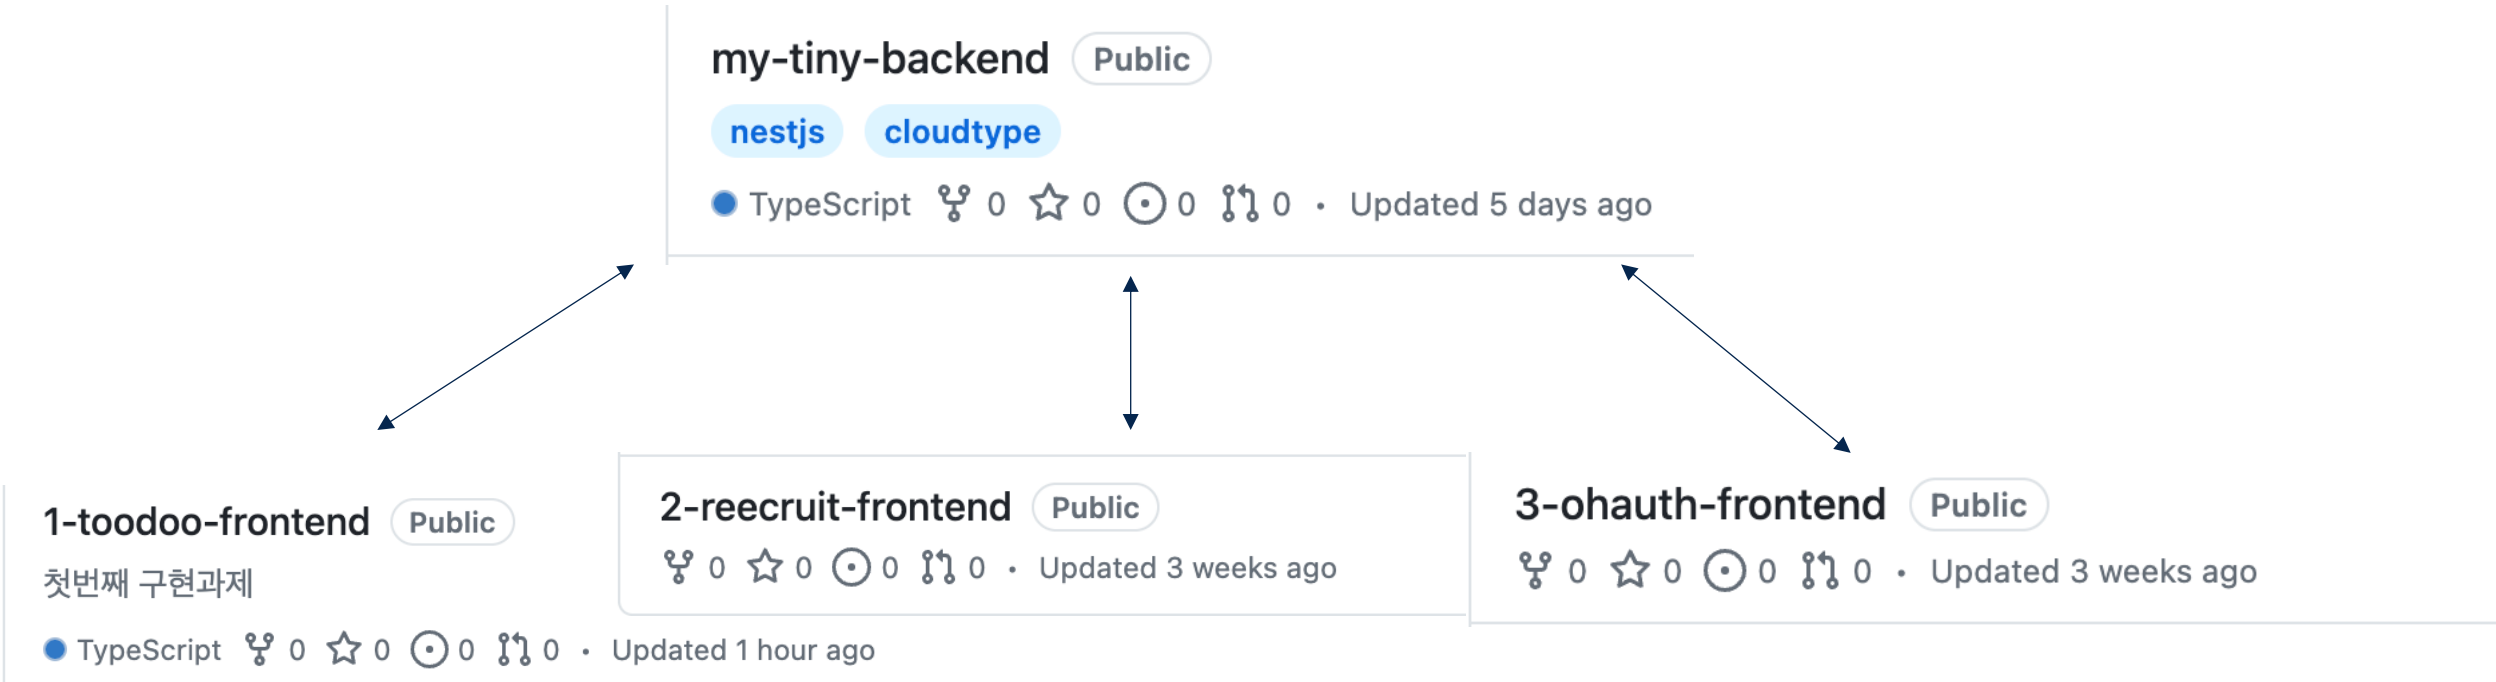 my-tiny-backend Public
nestjs cloudtype
TypeScript 0 0 0 0 · Updated 5 days ago
1-toodoo-frontend Public
첫번째 구현과제
TypeScript 0 0 0 0 · Updated 1 hour ago
2-reecruit-frontend Public
0 0 0 0 · Updated 3 weeks ago
3-ohauth-frontend Public
0 0 0 0 · Updated 3 weeks ago